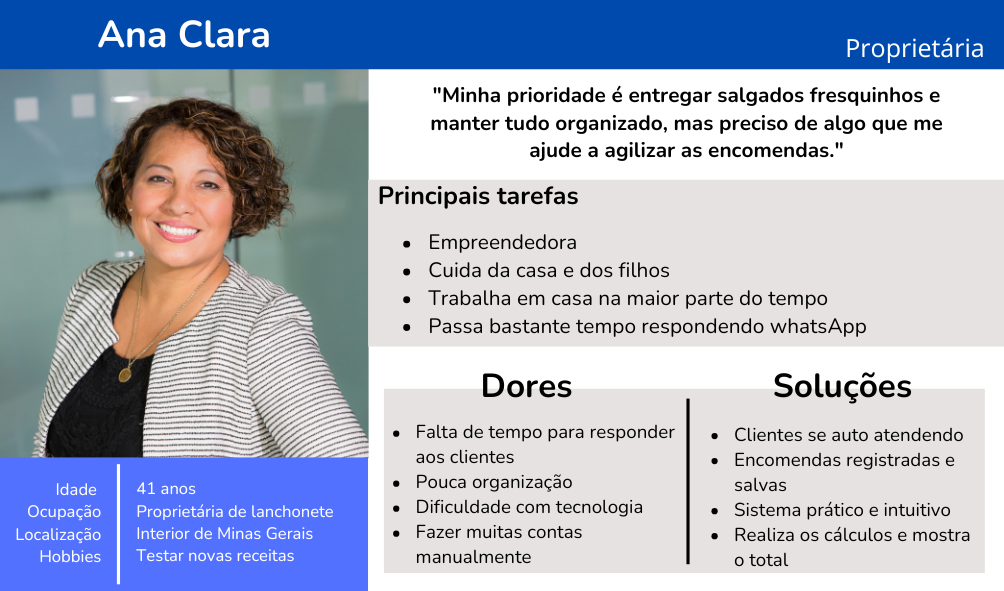 Ana Clara
Proprietária
"Minha prioridade é entregar salgados fresquinhos e
manter tudo organizado, mas preciso de algo que me
ajude a agilizar as encomendas."
Principais tarefas
• Empreendedora
• Cuida da casa e dos filhos
• Trabalha em casa na maior parte do tempo
• Passa bastante tempo respondendo whatsApp
Idade 41 anos
Ocupação Proprietária de lanchonete
Localização Interior de Minas Gerais
Hobbies Testar novas receitas
Dores
• Falta de tempo para responder
aos clientes
• Pouca organização
• Dificuldade com tecnologia
• Fazer muitas contas
manualmente
Soluções
• Clientes se auto atendendo
• Encomendas registradas e
salvas
• Sistema prático e intuitivo
• Realiza os cálculos e mostra
o total